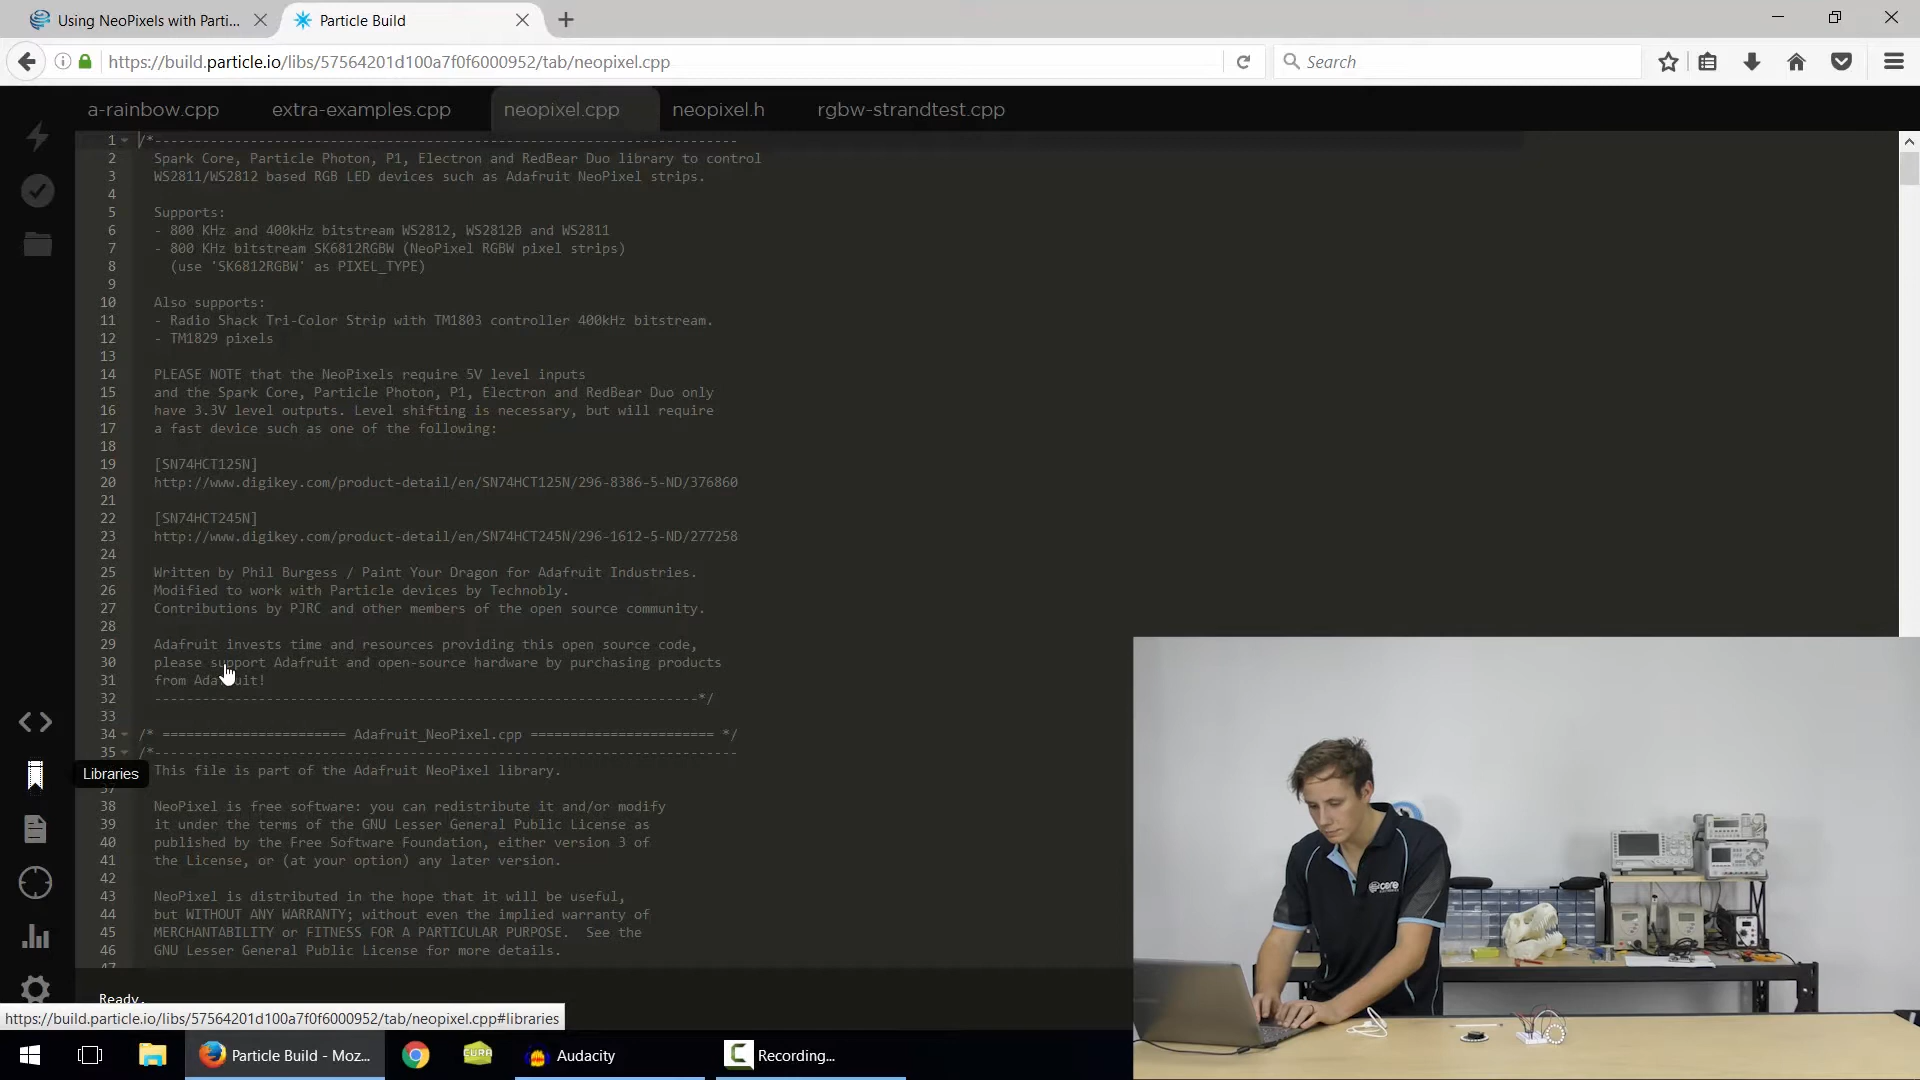 Using NeoPixels with Parti...
Particle Build
https://build.particle.io/libs/57564201d100a7f0f6000952/tab/neopixel.cpp
Search
a-rainbow.cpp
extra-examples.cpp
neopixel.cpp
neopixel.h
rgbw-strandtest.cpp
1 /*-------------------------------------------------------------------------
2 Spark Core, Particle Photon, P1, Electron and RedBear Duo library to control
3 WS2811/WS2812 based RGB LED devices such as Adafruit NeoPixel strips.
4
5 Supports:
6 - 800 KHz and 400kHz bitstream WS2812, WS2812B and WS2811
7 - 800 KHz bitstream SK6812RGBW (NeoPixel RGBW pixel strips)
8 (use 'SK6812RGBW' as PIXEL_TYPE)
9
10 Also supports:
11 - Radio Shack Tri-Color Strip with TM1803 controller 400kHz bitstream.
12 - TM1829 pixels
13
14 PLEASE NOTE that the NeoPixels require 5V level inputs
15 and the Spark Core, Particle Photon, P1, Electron and RedBear Duo only
16 have 3.3V level outputs. Level shifting is necessary, but will require
17 a fast device such as one of the following:
18
19 [SN74HCT125N]
20 http://www.digikey.com/product-detail/en/SN74HCT125N/296-8386-5-ND/376860
21
22 [SN74HCT245N]
23 http://www.digikey.com/product-detail/en/SN74HCT245N/296-1612-5-ND/277258
24
25 Written by Phil Burgess / Paint Your Dragon for Adafruit Industries.
26 Modified to work with Particle devices by Technobly.
27 Contributions by PJRC and other members of the open source community.
28
29 Adafruit invests time and resources providing this open source code,
30 please support Adafruit and open-source hardware by purchasing products
31 from Adafruit!
32 --------------------------------------------------------------------*/
33
34 /* ======================= Adafruit_NeoPixel.cpp ======================= */
35 /*-------------------------------------------------------------------------
This file is part of the Adafruit NeoPixel library.
Libraries
37
38 NeoPixel is free software: you can redistribute it and/or modify
39 it under the terms of the GNU Lesser General Public License as
40 published by the Free Software Foundation, either version 3 of
41 the License, or (at your option) any later version.
42
43 NeoPixel is distributed in the hope that it will be useful,
44 but WITHOUT ANY WARRANTY; without even the implied warranty of
45 MERCHANTABILITY or FITNESS FOR A PARTICULAR PURPOSE. See the
46 GNU Lesser General Public License for more details.
47
Ready.
https://build.particle.io/libs/57564201d100a7f0f6000952/tab/neopixel.cpp#libraries
core
Particle Build - Moz...
CURA
Audacity
Recording...